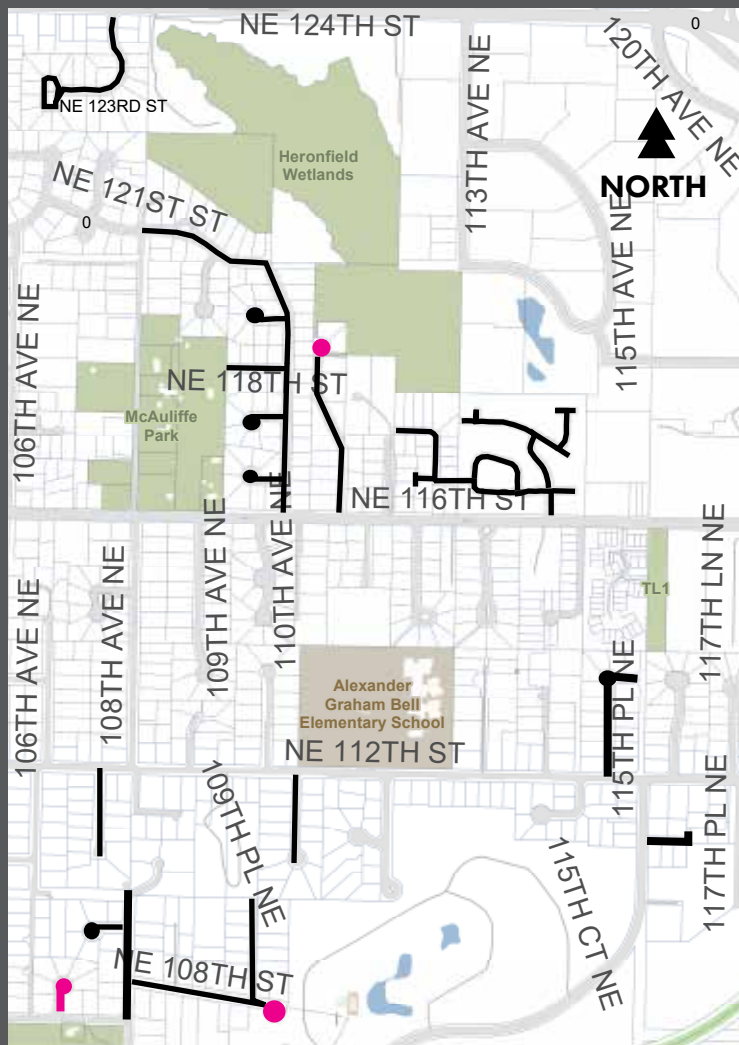 NE 124TH ST
0
120TH AVE NE
NE 123RD ST
113TH AVE NE
Heronfield
Wetlands
NORTH
NE 121ST ST
0
115TH AVE NE
106TH AVE NE
NE 118TH ST
McAuliffe
Park
NE 116TH ST
109TH AVE NE
110TH AVE NE
108TH AVE NE
106TH AVE NE
117TH LN NE
TL1
115TH PL NE
Alexander
Graham Bell
Elementary School
NE 112TH ST
109TH PL NE
115TH CT NE
117TH PL NE
NE 108TH ST